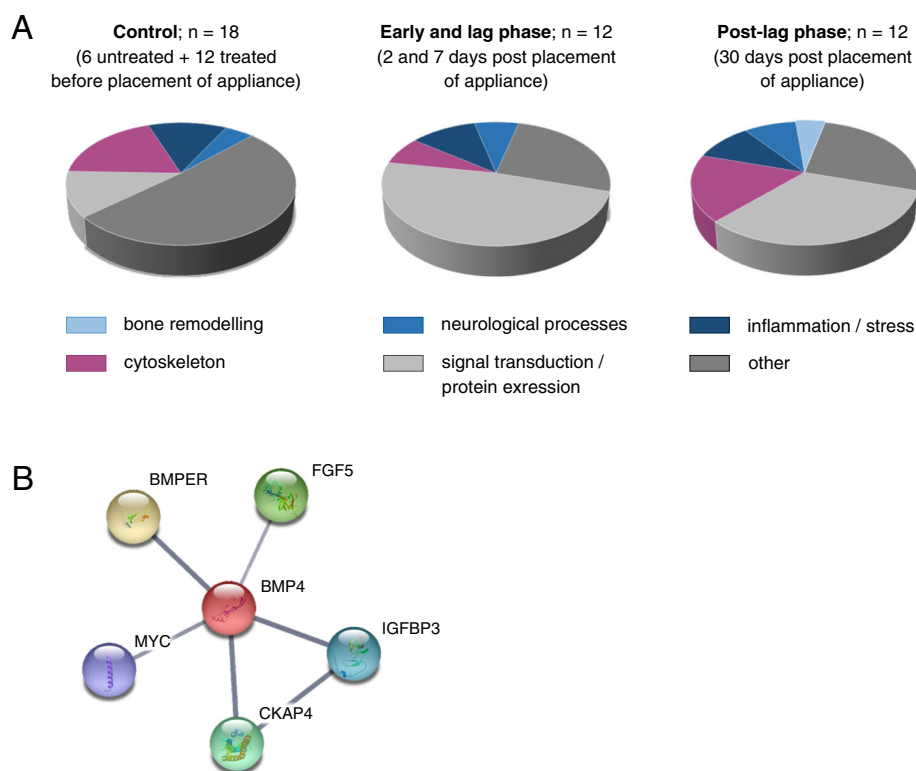 A
Control; n = 18
(6 untreated + 12 treated
before placement of appliance)
Early and lag phase; n = 12
(2 and 7 days post placement
of appliance)
Post-lag phase; n = 12
(30 days post placement
of appliance)
bone remodelling
neurological processes
inflammation / stress
cytoskeleton
signal transduction /
protein exression
other
B
BMPER
FGF5
BMP4
MYC
IGFBP3
CKAP4